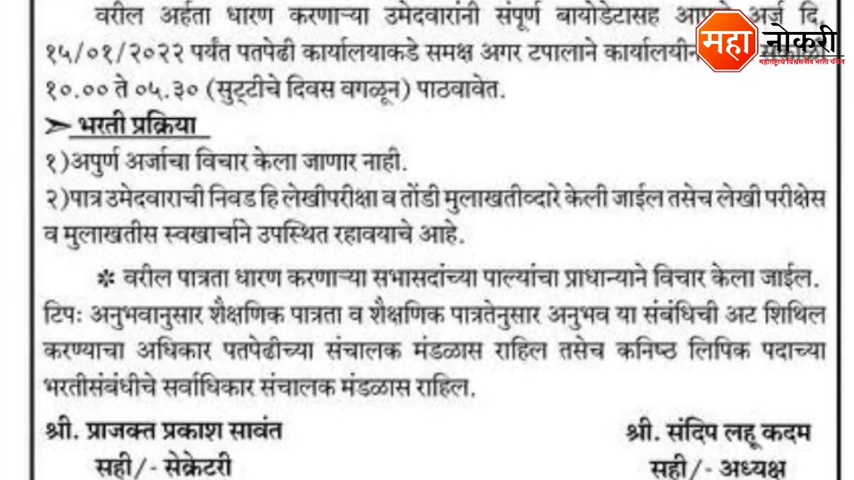 वरील अर्हता धारण करणाऱ्या उमेदवारांनी संपूर्ण बायोडेटासह आपले अर्ज दि.
महा नोकरी
१५/०१/२०२२ पर्यंत पतपेढी कार्यालयाकडे समक्ष अगर टपालाने कार्यालयीन
१०.०० ते ०५.३० (सुट्टीचे दिवस वगळून) पाठवावेत.
➢ भरती प्रक्रिया
१)अपुर्ण अर्जाचा विचार केला जाणार नाही.
२)पात्र उमेदवाराची निवड हि लेखीपरीक्षा व तोंडी मुलाखतीव्दारे केली जाईल तसेच लेखी परीक्षेस
व मुलाखतीस स्वखार्चाने उपस्थित रहावयाचे आहे.
* वरील पात्रता धारण करणाऱ्या सभासदांच्या पाल्यांचा प्राधान्याने विचार केला जाईल.
टिपः अनुभवानुसार शैक्षणिक पात्रता व शैक्षणिक पात्रतेनुसार अनुभव या संबंधिची अट शिथिल
करण्याचा अधिकार पतपेढीच्या संचालक मंडळास राहिल तसेच कनिष्ठ लिपिक पदाच्या
भरतीसंबंधीचे सर्वाधिकार संचालक मंडळास राहिल.
श्री. प्राजक्त प्रकाश सावंत श्री. संदिप लहू कदम
सही/- सेक्रेटरी सही/- अध्यक्ष